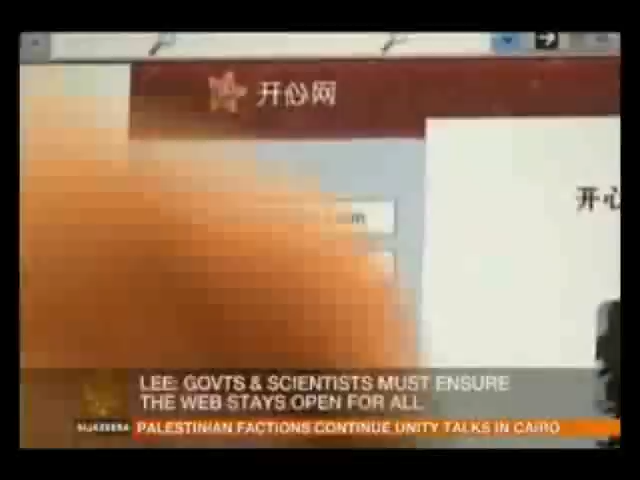 开心网
开心
LEE: GOVTS & SCIENTISTS MUST ENSURE
THE WEB STAYS OPEN FOR ALL
ALJAZEERA
PALESTINIAN FACTIONS CONTINUE UNITY TALKS IN CAIRO